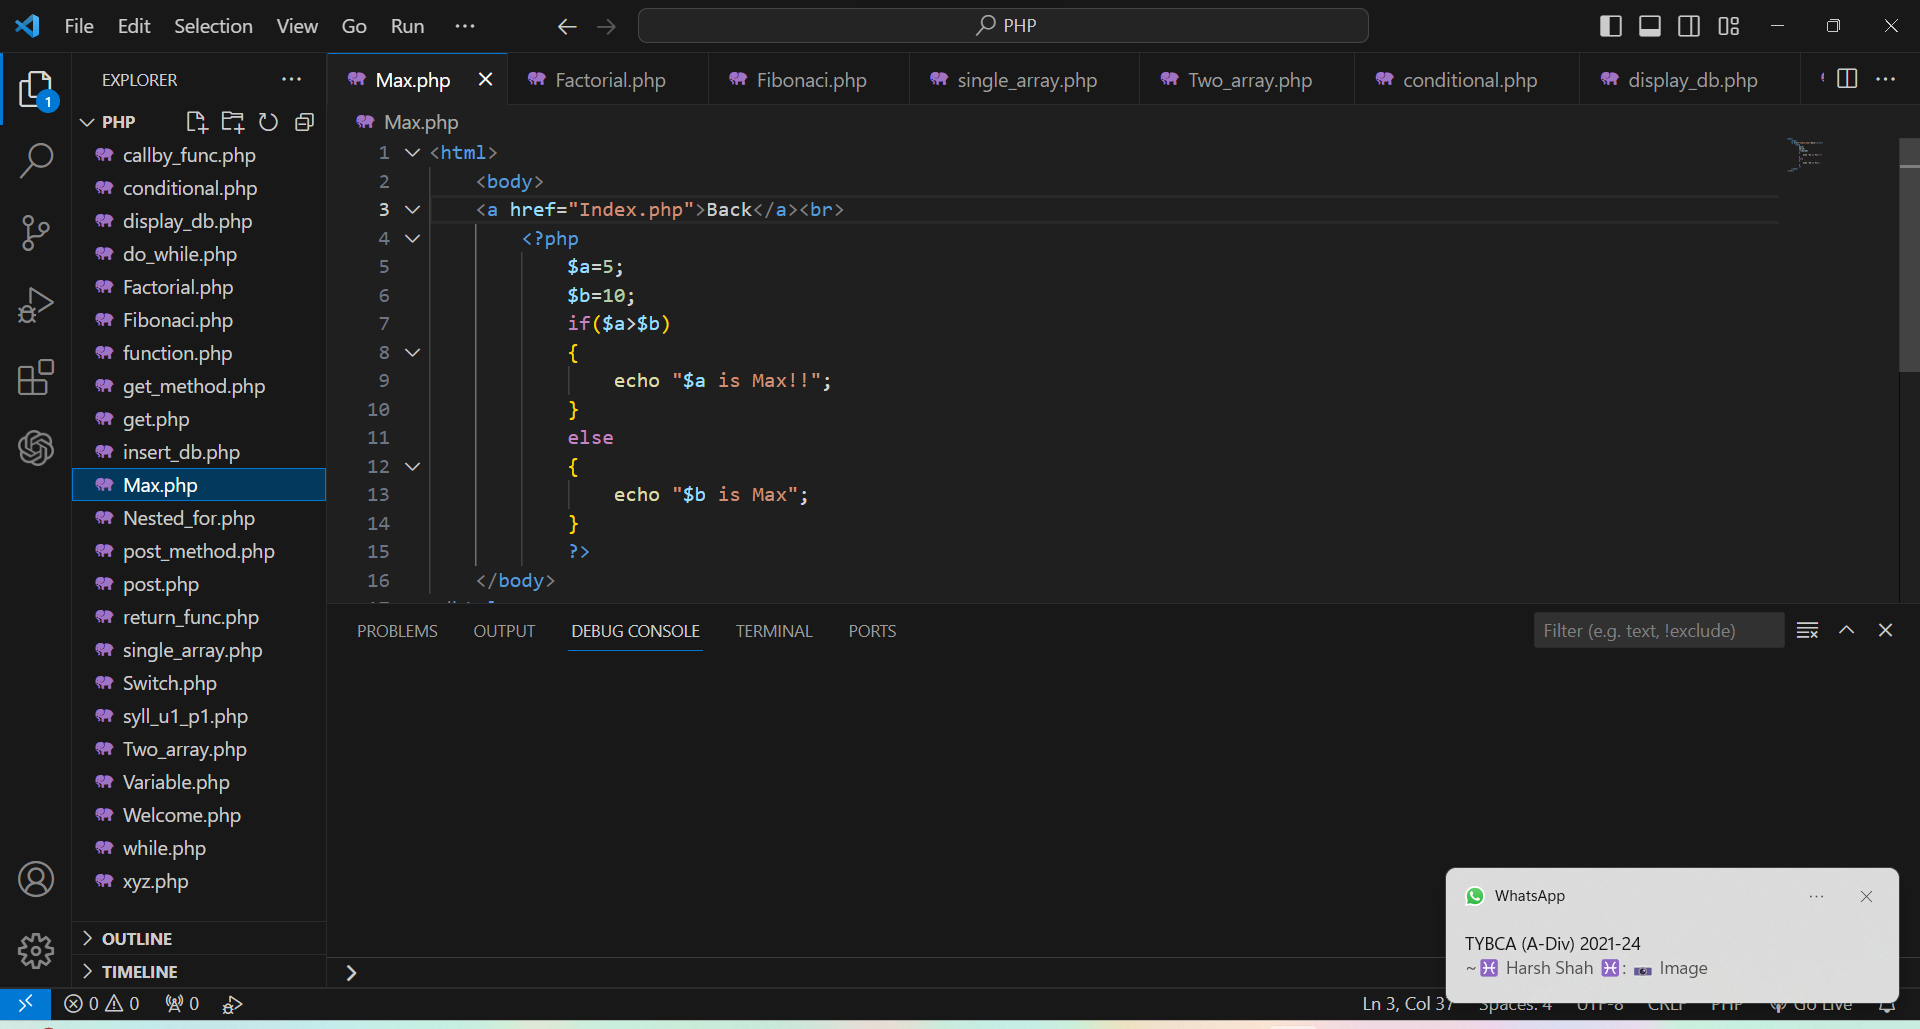 File Edit Selection View Go Run
PHP
EXPLORER
PHP
callby_func.php
conditional.php
display_db.php
do_while.php
Factorial.php
Fibonaci.php
function.php
get_method.php
get.php
insert_db.php
Max.php
Nested_for.php
post_method.php
post.php
return_func.php
single_array.php
Switch.php
syll_u1_p1.php
Two_array.php
Variable.php
Welcome.php
while.php
xyz.php
OUTLINE
TIMELINE
1
Max.php Factorial.php Fibonaci.php single_array.php Two_array.php conditional.php display_db.php
Max.php
1 <html>
2 <body>
3 <a href="Index.php">Back</a><br>
4 <?php
5 $a=5;
6 $b=10;
7 if($a>$b)
8 {
9 echo "$a is Max!!";
10 }
11 else
12 {
13 echo "$b is Max";
14 }
15 ?>
16 </body>
PROBLEMS OUTPUT DEBUG CONSOLE TERMINAL PORTS
Filter (e.g. text, !exclude)
WhatsApp
TYBCA (A-Div) 2021-24
~♓ Harsh Shah ♓: 📷 Image
0 0 0
Ln 3, Col 37 Spaces: 4 UTF-8 CRLF PHP Go Live